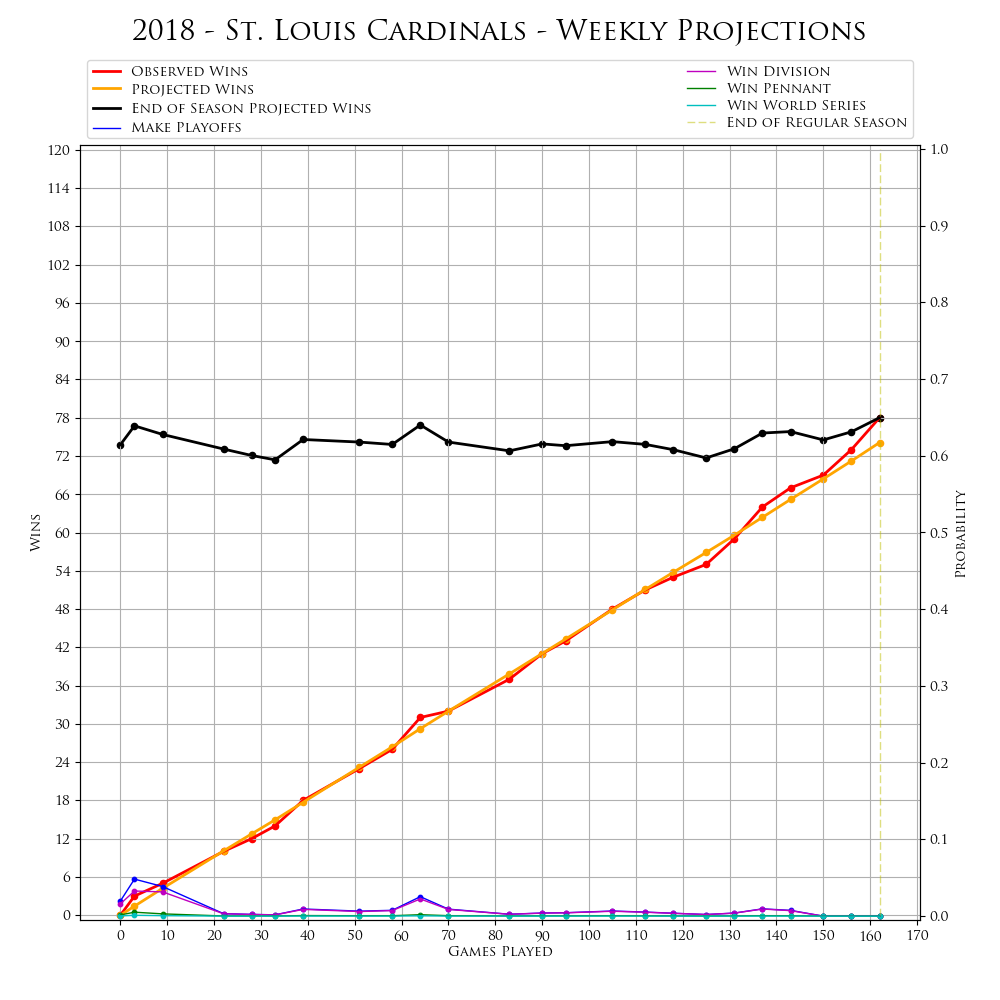 2018 - St. Louis Cardinals - Weekly Projections
Observed Wins
Projected Wins
End of Season Projected Wins
Make Playoffs
Win Division
Win Pennant
Win World Series
End of Regular Season
120
114
108
102
96
90
84
78
72
66
60
54
48
42
36
30
24
18
12
6
0
Wins
1.0
0.9
0.8
0.7
0.6
0.5
0.4
0.3
0.2
0.1
0.0
Probability
0 10 20 30 40 50 60 70 80 90 100 110 120 130 140 150 160 170
Games Played